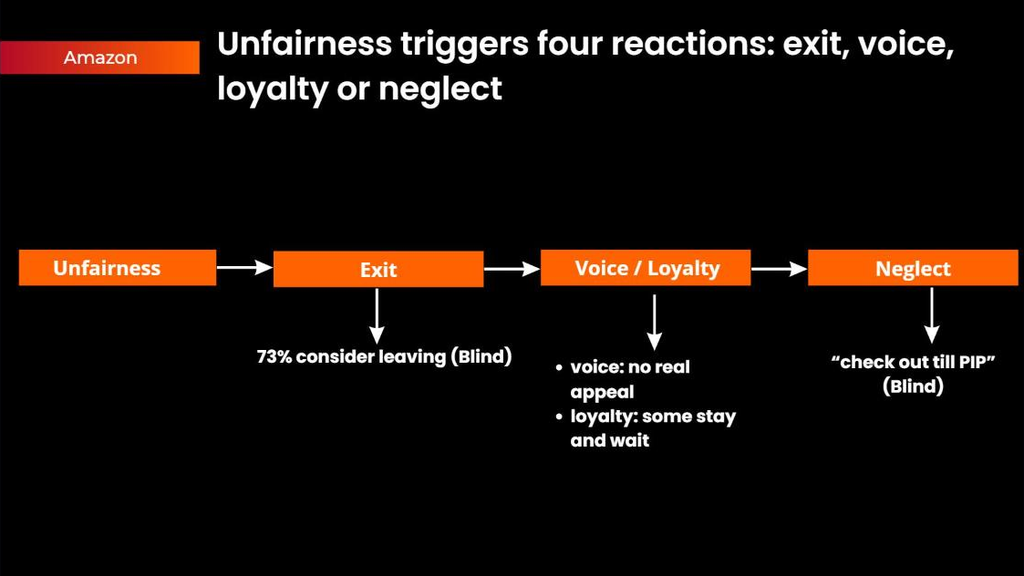 Amazon
Unfairness triggers four reactions: exit, voice,
loyalty or neglect
Unfairness
Exit
Voice / Loyalty
Neglect
73% consider leaving (Blind)
• voice: no real
appeal
• loyalty: some stay
and wait
“check out till PIP”
(Blind)